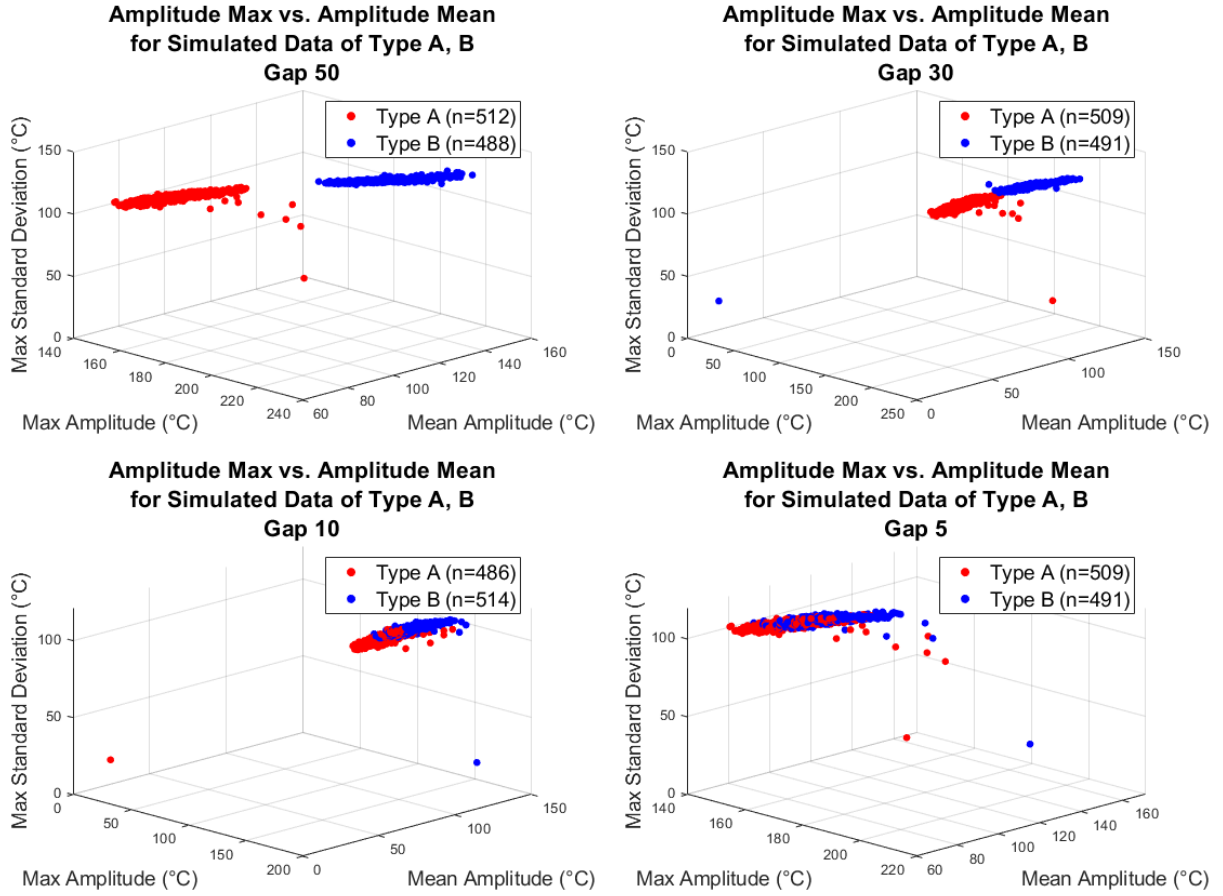 Amplitude Max vs. Amplitude Mean
for Simulated Data of Type A, B
Gap 50
Type A (n=512)
Type B (n=488)
Max Standard Deviation (°C)
150
100
50
0
140
160
180
200
220
240
60
80
100
120
140
160
Max Amplitude (°C)
Mean Amplitude (°C)
Amplitude Max vs. Amplitude Mean
for Simulated Data of Type A, B
Gap 30
Type A (n=509)
Type B (n=491)
Max Standard Deviation (°C)
150
100
50
0
0
50
100
150
200
250
0
50
100
150
Max Amplitude (°C)
Mean Amplitude (°C)
Amplitude Max vs. Amplitude Mean
for Simulated Data of Type A, B
Gap 10
Type A (n=486)
Type B (n=514)
Max Standard Deviation (°C)
100
50
0
0
50
100
150
200
0
50
100
150
Max Amplitude (°C)
Mean Amplitude (°C)
Amplitude Max vs. Amplitude Mean
for Simulated Data of Type A, B
Gap 5
Type A (n=509)
Type B (n=491)
Max Standard Deviation (°C)
100
50
0
140
160
180
200
220
60
80
100
120
140
160
Max Amplitude (°C)
Mean Amplitude (°C)